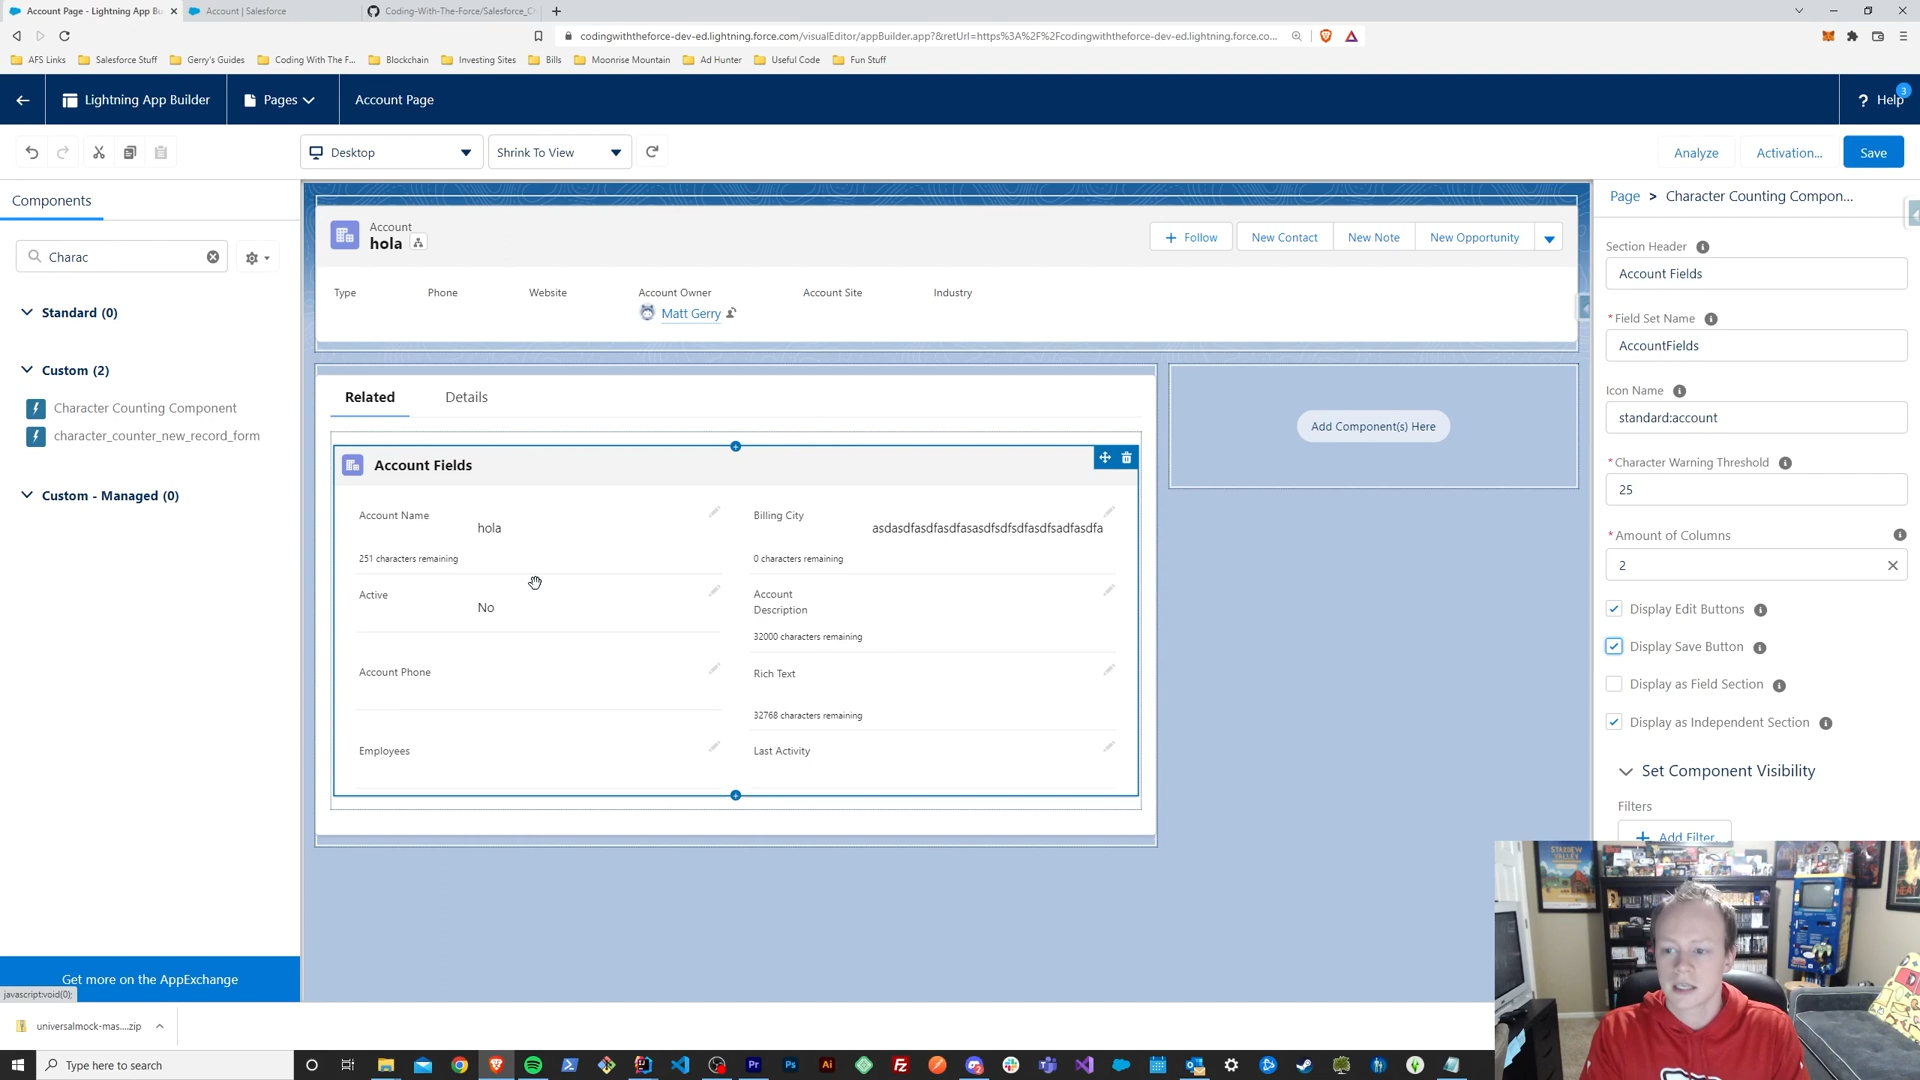 Account Page - Lightning App Bu
Account | Salesforce
Coding-With-The-Force/Salesforce_C
codingwiththeforce-dev-ed.lightning.force.com/visualEditor/appBuilder.app?&retUrl=https%3A%2F%2Fcodingwiththeforce-dev-ed.lightning.force.co...
AFS Links
Salesforce Stuff
Gerry's Guides
Coding With The F...
Blockchain
Investing Sites
Bills
Moonrise Mountain
Ad Hunter
Useful Code
Fun Stuff
Lightning App Builder
Pages
Account Page
? Help
3
Desktop
Shrink To View
Analyze
Activation...
Save
Components
Charac
Standard (0)
Custom (2)
Character Counting Component
character_counter_new_record_form
Custom - Managed (0)
Get more on the AppExchange
javascript:void(0);
Account
hola
+ Follow
New Contact
New Note
New Opportunity
Type
Phone
Website
Account Owner
Account Site
Industry
Matt Gerry
Related
Details
Add Component(s) Here
Account Fields
Account Name
hola
251 characters remaining
Billing City
asdasdfasdfasdfasasdfsdfsdfasdfsadfasdfa
0 characters remaining
Active
No
Account
Description
32000 characters remaining
Account Phone
Rich Text
32768 characters remaining
Employees
Last Activity
Page > Character Counting Compon...
Section Header
Account Fields
*Field Set Name
AccountFields
Icon Name
standard:account
*Character Warning Threshold
25
*Amount of Columns
2
Display Edit Buttons
Display Save Button
Display as Field Section
Display as Independent Section
Set Component Visibility
Filters
+ Add Filter
STARDEW
VALLEY
universalmock-mas....zip
Type here to search